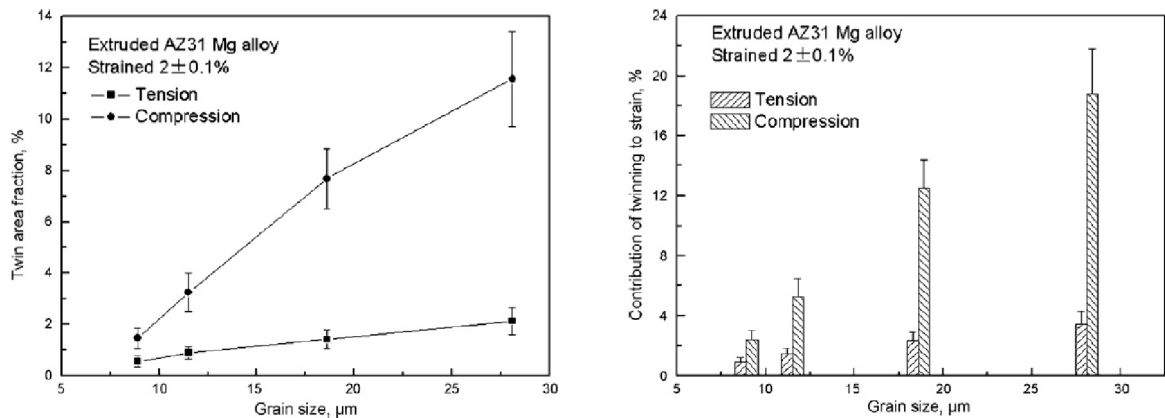 14
12
10
8
6
4
2
0
Twin area fraction, %
Extruded AZ31 Mg alloy
Strained 2±0.1%
Tension
Compression
5 10 15 20 25 30
Grain size, μm
24
20
16
12
8
4
0
Contribution of twinning to strain, %
Extruded AZ31 Mg alloy
Strained 2±0.1%
Tension
Compression
5 10 15 20 25 30
Grain size, μm